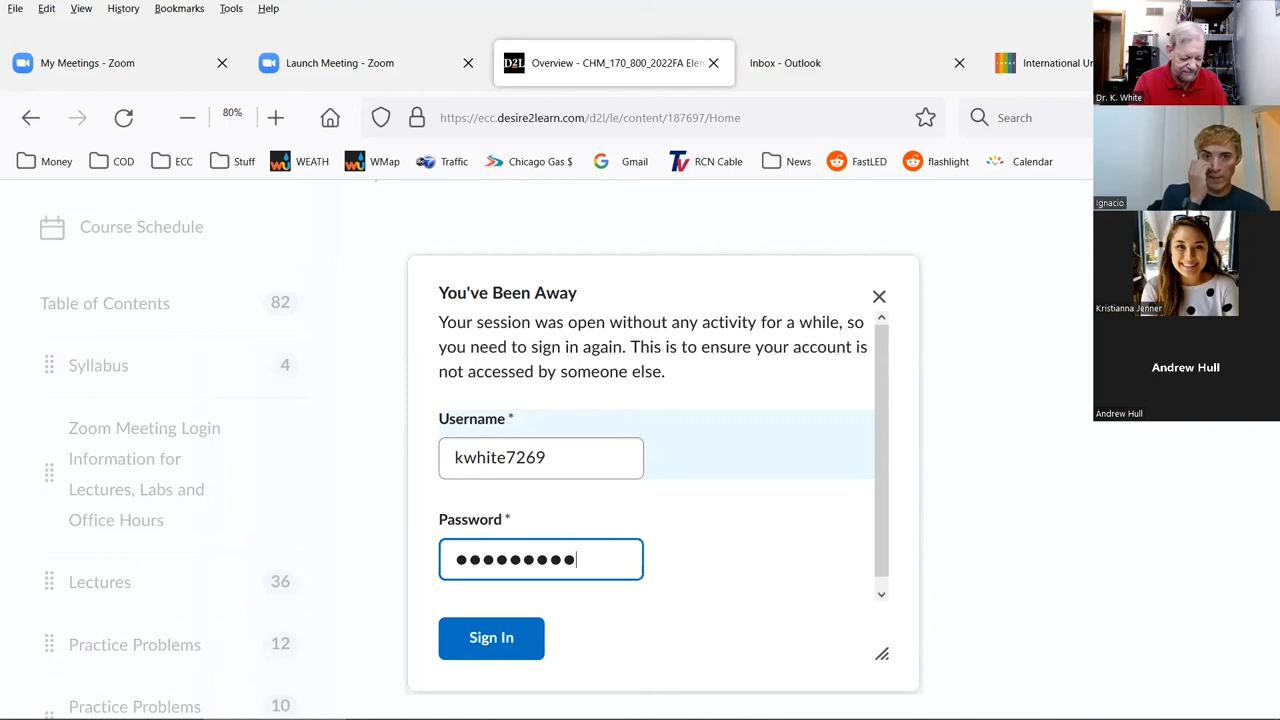 File Edit View History Bookmarks Tools Help
My Meetings - Zoom
Launch Meeting - Zoom
D2L Overview - CHM_170_800_2022FA Ele
Inbox - Outlook
International Un
80%
https://ecc.desire2learn.com/d2l/le/content/187697/Home
Search
Money COD ECC Stuff WEATH WMap Traffic Chicago Gas $ Gmail RCN Cable News FastLED flashlight Calendar
Course Schedule
Table of Contents 82
Syllabus 4
Zoom Meeting Login
Information for
Lectures, Labs and
Office Hours
Lectures 36
Practice Problems 12
Practice Problems 10
You've Been Away
Your session was open without any activity for a while, so
you need to sign in again. This is to ensure your account is
not accessed by someone else.
Username *
kwhite7269
Password *
●●●●●●●●●
Sign In
Dr. K. White
Ignacio
Kristianna Jenner
Andrew Hull
Andrew Hull